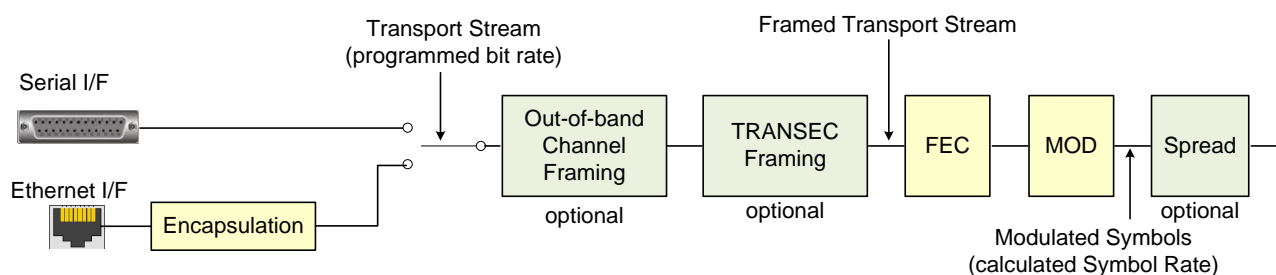 Transport Stream
(programmed bit rate)
Framed Transport Stream
Serial I/F
Out-of-band
Channel
Framing
TRANSEC
Framing
FEC
MOD
Spread
Ethernet I/F
Encapsulation
optional
optional
optional
Modulated Symbols
(calculated Symbol Rate)